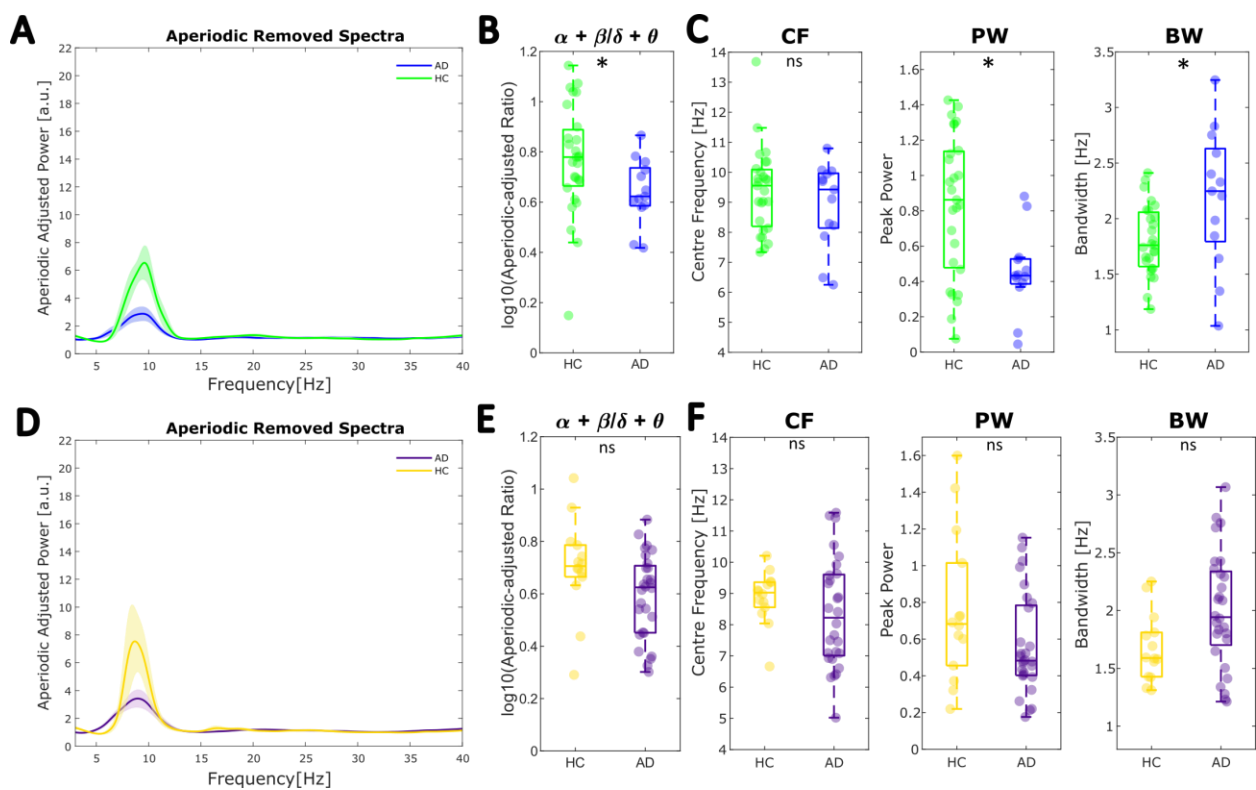 A
Aperiodic Removed Spectra
Aperiodic Adjusted Power [a.u.]
22
20
18
16
14
12
10
8
6
4
2
0
AD
HC
5 10 15 20 25 30 35 40
Frequency[Hz]
B
α + β/δ + θ
*
log10(Aperiodic-adjusted Ratio)
1.2
1
0.8
0.6
0.4
0.2
0
HC AD
C
CF
ns
Centre Frequency [Hz]
14
13
12
11
10
9
8
7
6
5
4
HC AD
PW
*
Peak Power
1.6
1.4
1.2
1
0.8
0.6
0.4
0.2
0
HC AD
BW
*
Bandwidth [Hz]
3.5
3
2.5
2
1.5
1
HC AD
D
Aperiodic Removed Spectra
Aperiodic Adjusted Power [a.u.]
22
20
18
16
14
12
10
8
6
4
2
0
AD
HC
5 10 15 20 25 30 35 40
Frequency[Hz]
E
α + β/δ + θ
ns
log10(Aperiodic-adjusted Ratio)
1.2
1
0.8
0.6
0.4
0.2
0
HC AD
F
CF
ns
Centre Frequency [Hz]
14
13
12
11
10
9
8
7
6
5
4
HC AD
PW
ns
Peak Power
1.6
1.4
1.2
1
0.8
0.6
0.4
0.2
0
HC AD
BW
ns
Bandwidth [Hz]
3.5
3
2.5
2
1.5
1
HC AD